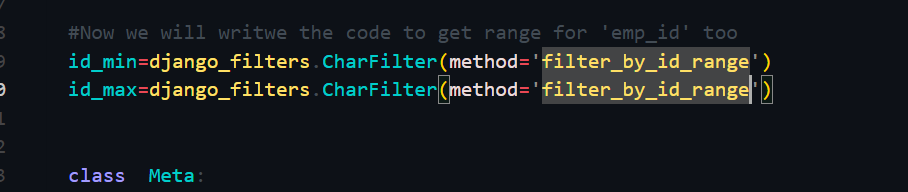 #Now we will writwe the code to get range for 'emp_id' too
id_min=django_filters.CharFilter(method='filter_by_id_range')
id_max=django_filters.CharFilter(method='filter_by_id_range')
class Meta: